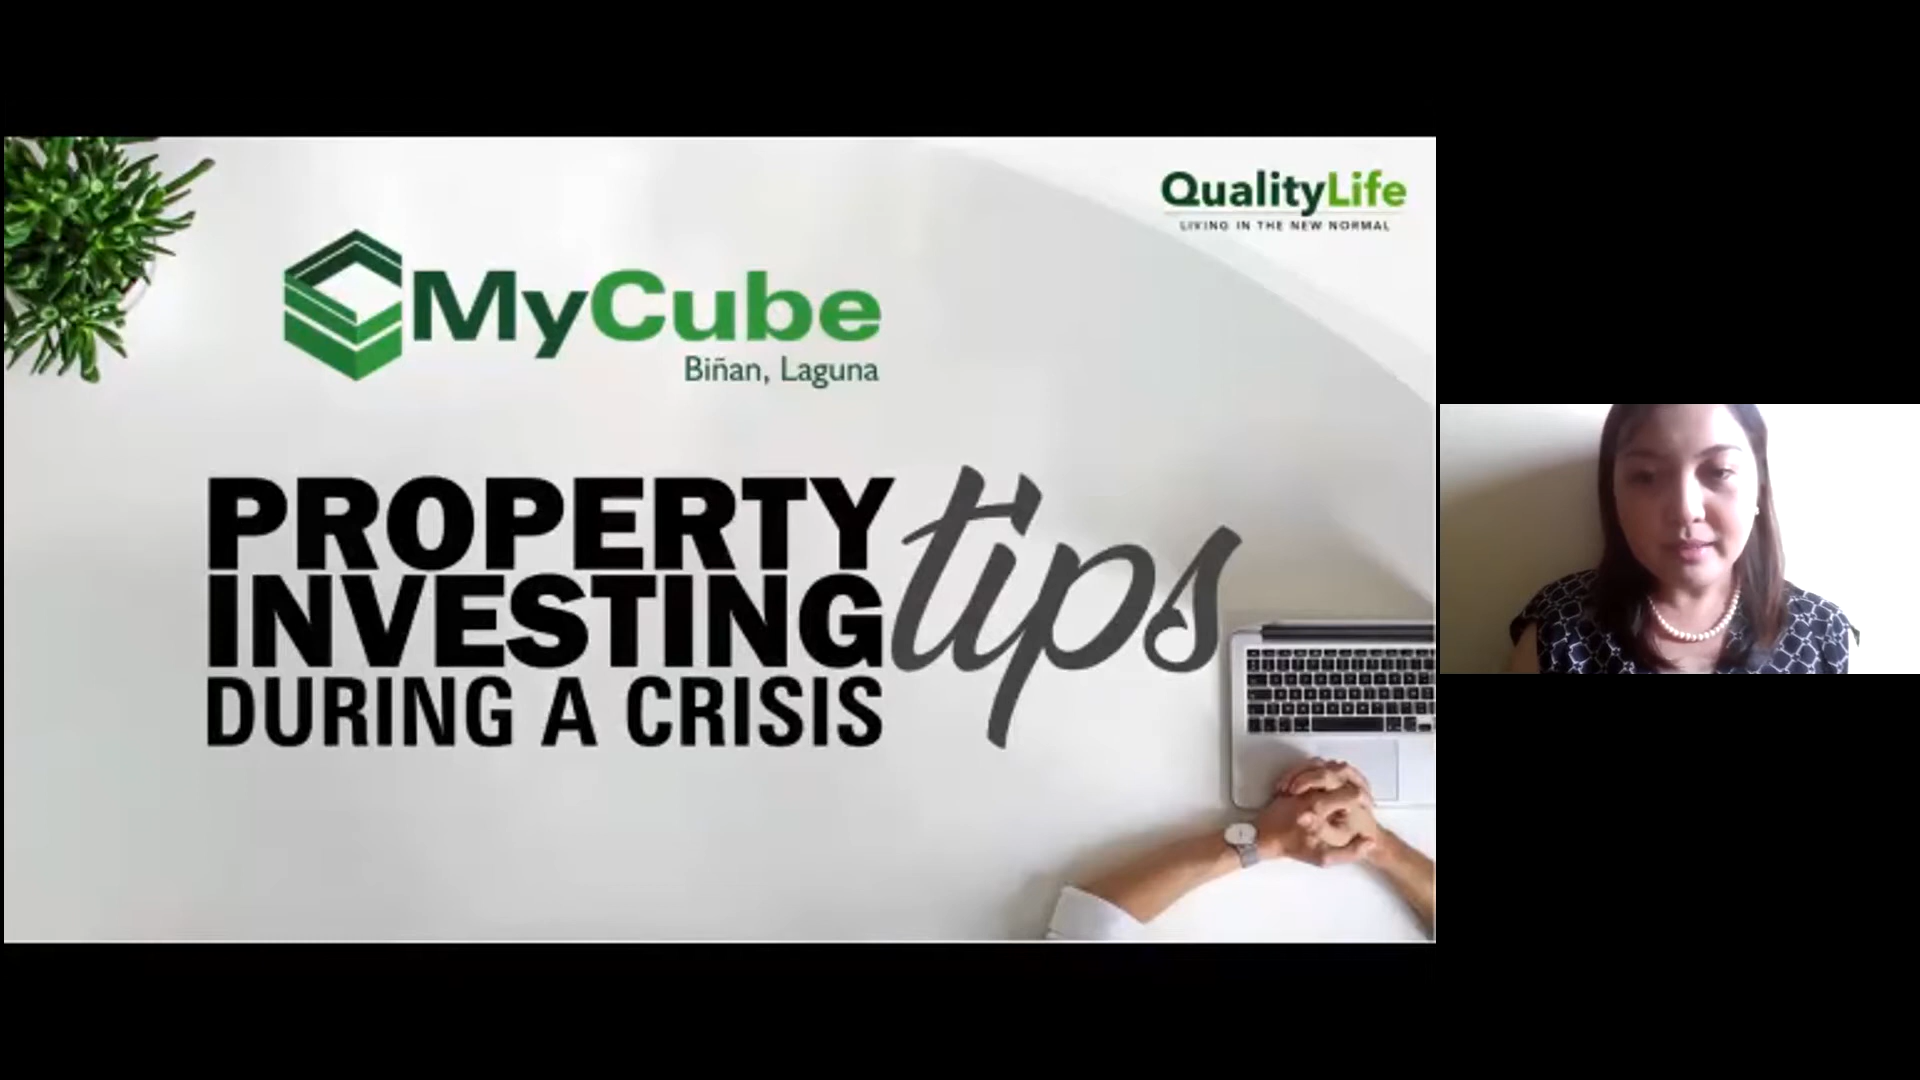 QualityLife
LIVING IN THE NEW NORMAL
MyCube
Biñan, Laguna
PROPERTY
INVESTING tips
DURING A CRISIS